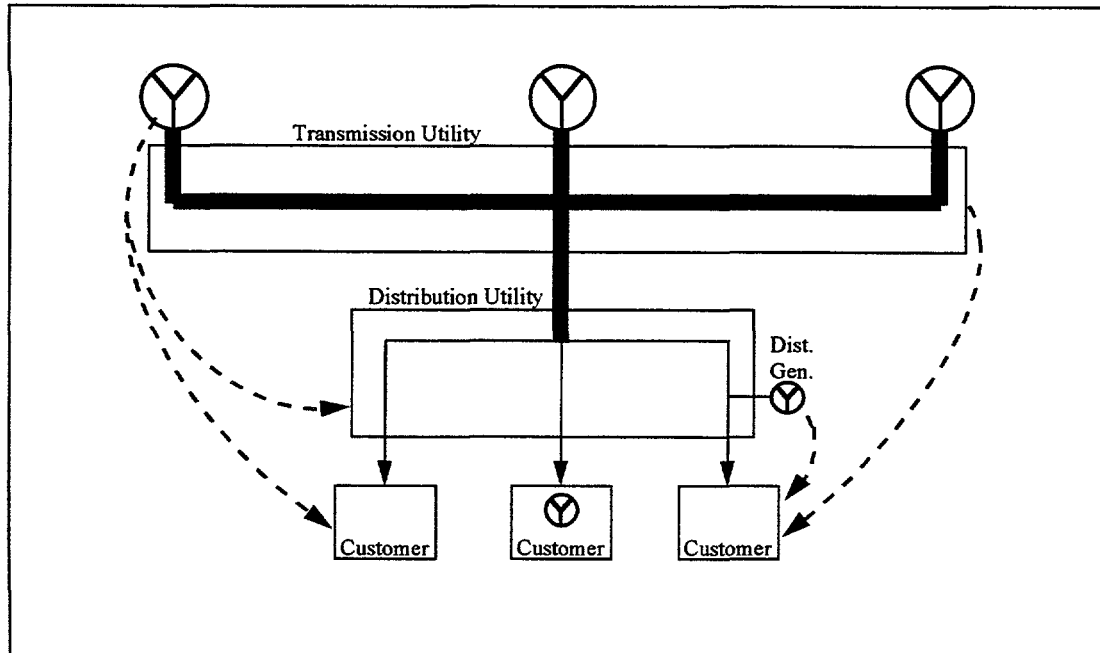 Transmission Utility
Distribution Utility
Dist.
Gen.
Customer
Customer
Customer